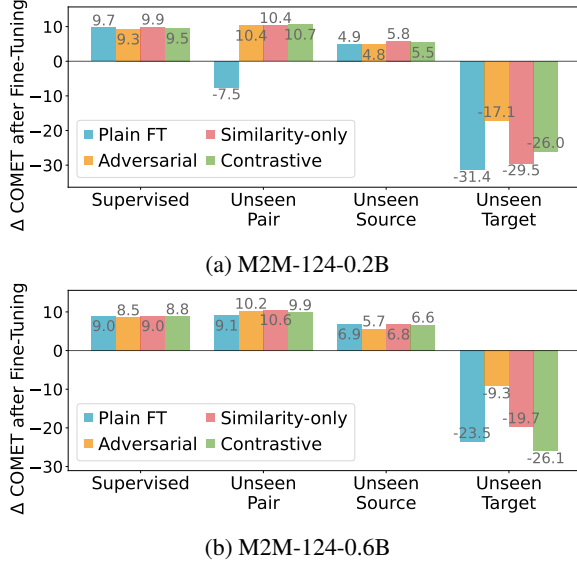 Δ COMET after Fine-Tuning
10
0
−10
−20
−30
9.7
9.3
9.9
9.5
-7.5
10.4
10.4
10.7
4.9
4.8
5.8
5.5
-31.4
-17.1
-29.5
-26.0
Plain FT
Similarity-only
Adversarial
Contrastive
Supervised
Unseen Pair
Unseen Source
Unseen Target
(a) M2M-124-0.2B
Δ COMET after Fine-Tuning
10
0
−10
−20
−30
9.0
8.5
9.0
8.8
9.1
10.2
10.6
9.9
6.9
5.7
6.8
6.6
-23.5
-9.3
-19.7
-26.1
Plain FT
Similarity-only
Adversarial
Contrastive
Supervised
Unseen Pair
Unseen Source
Unseen Target
(b) M2M-124-0.6B